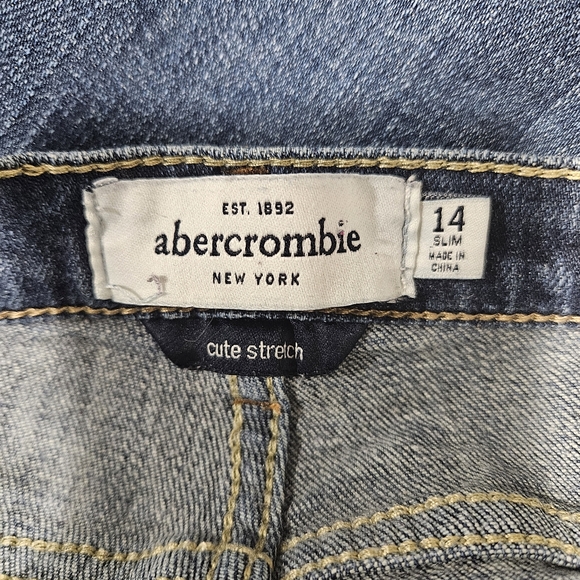 EST. 1892
abercrombie
NEW YORK
14
SLIM
MADE IN
CHINA
cute stretch